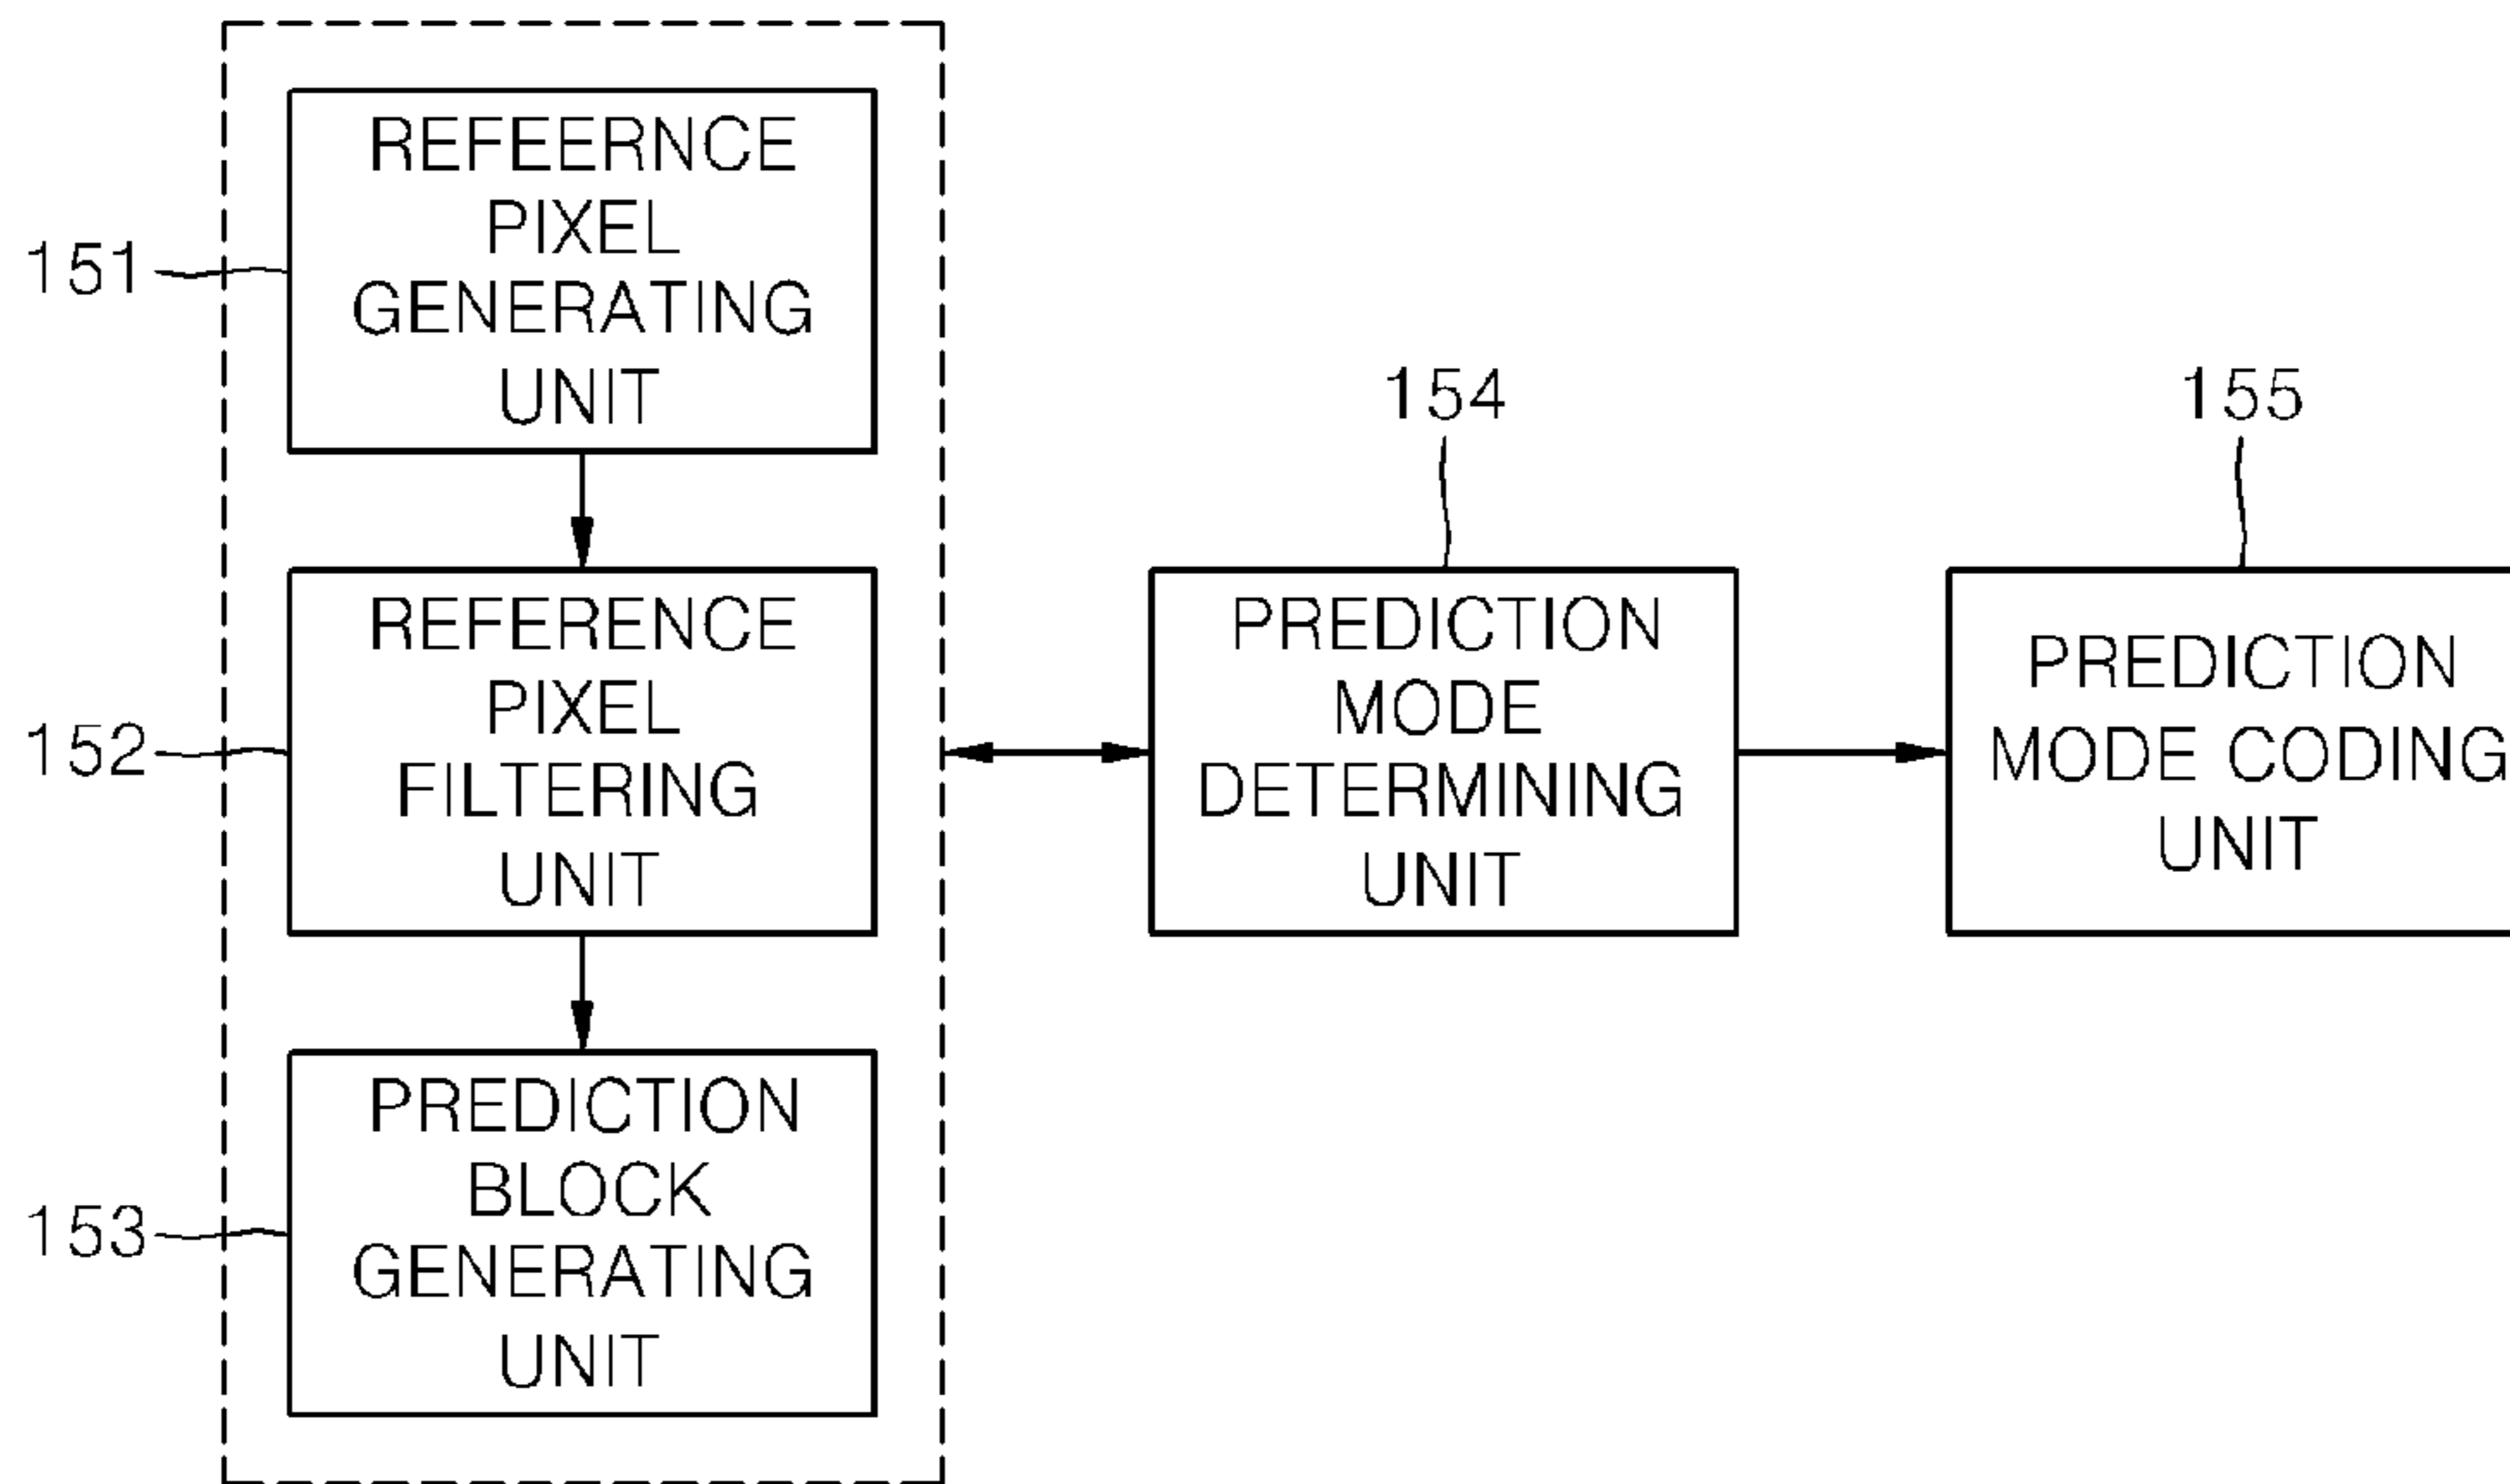 151
REFEERNCE
PIXEL
GENERATING
UNIT
152
REFERENCE
PIXEL
FILTERING
UNIT
153
PREDICTION
BLOCK
GENERATING
UNIT
154
PREDICTION
MODE
DETERMINING
UNIT
155
PREDICTION
MODE CODING
UNIT